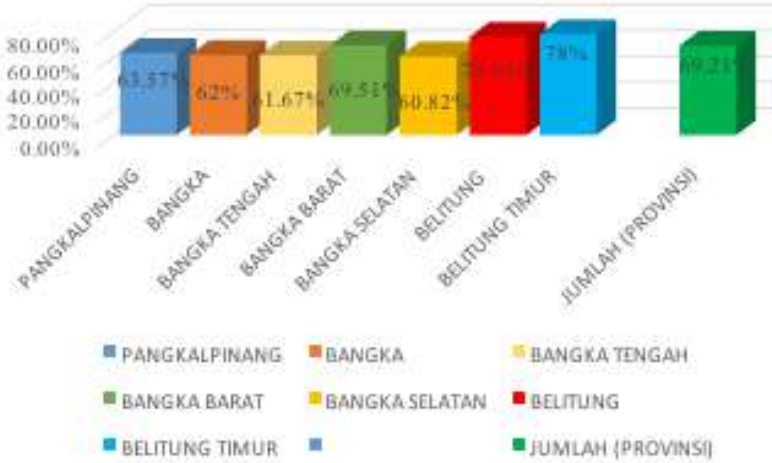 80.00%
60.00%
40.00%
20.00%
0.00%
63.57%
62%
61.67%
69.51%
60.82%
78%
69.21%
PANGKALPINANG
BANGKA
BANGKA TENGAH
BANGKA BARAT
BANGKA SELATAN
BELITUNG
BELITUNG TIMUR
JUMLAH (PROVINSI)
PANGKALPINANG BANGKA BANGKA TENGAH
BANGKA BARAT BANGKA SELATAN BELITUNG
BELITUNG TIMUR JUMLAH (PROVINSI)